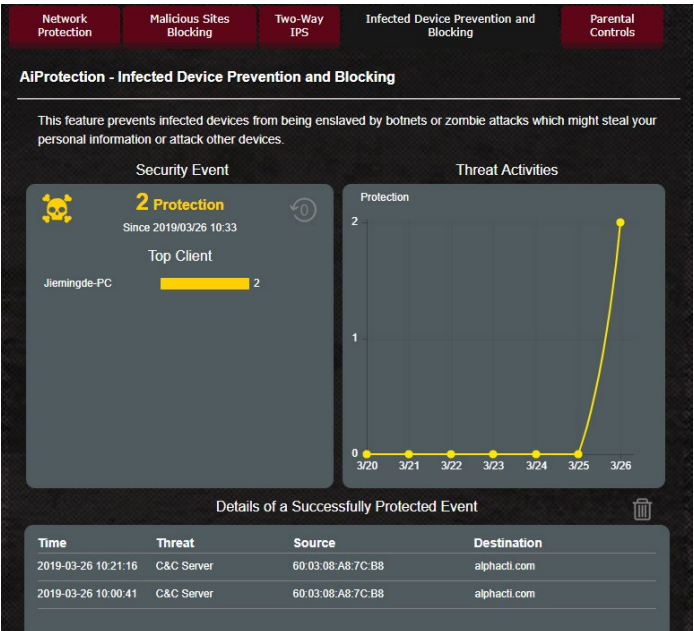 Network Protection
Malicious Sites Blocking
Two-Way IPS
Infected Device Prevention and Blocking
Parental Controls
AiProtection - Infected Device Prevention and Blocking
This feature prevents infected devices from being enslaved by botnets or zombie attacks which might steal your
personal information or attack other devices.
Security Event
2 Protection
0
Since 2019/03/26 10:33
Top Client
Jiemingde-PC 2
Threat Activities
Protection
2
1
0
3/20 3/21 3/22 3/23 3/24 3/25 3/26
Details of a Successfully Protected Event
Time Threat Source Destination
2019-03-26 10:21:16 C&C Server 60:03:08:A8:7C:B8 alphacti.com
2019-03-26 10:00:41 C&C Server 60:03:08:A8:7C:B8 alphacti.com